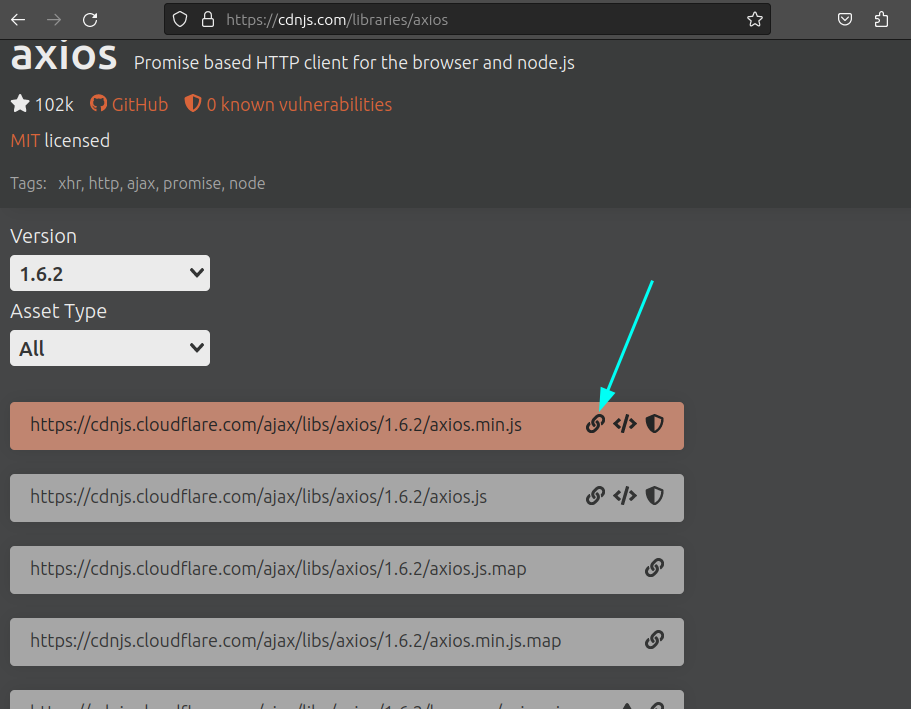 https://cdnjs.com/libraries/axios
axios Promise based HTTP client for the browser and node.js
102k GitHub 0 known vulnerabilities
MIT licensed
Tags: xhr, http, ajax, promise, node
Version
1.6.2
Asset Type
All
https://cdnjs.cloudflare.com/ajax/libs/axios/1.6.2/axios.min.js
https://cdnjs.cloudflare.com/ajax/libs/axios/1.6.2/axios.js
https://cdnjs.cloudflare.com/ajax/libs/axios/1.6.2/axios.js.map
https://cdnjs.cloudflare.com/ajax/libs/axios/1.6.2/axios.min.js.map